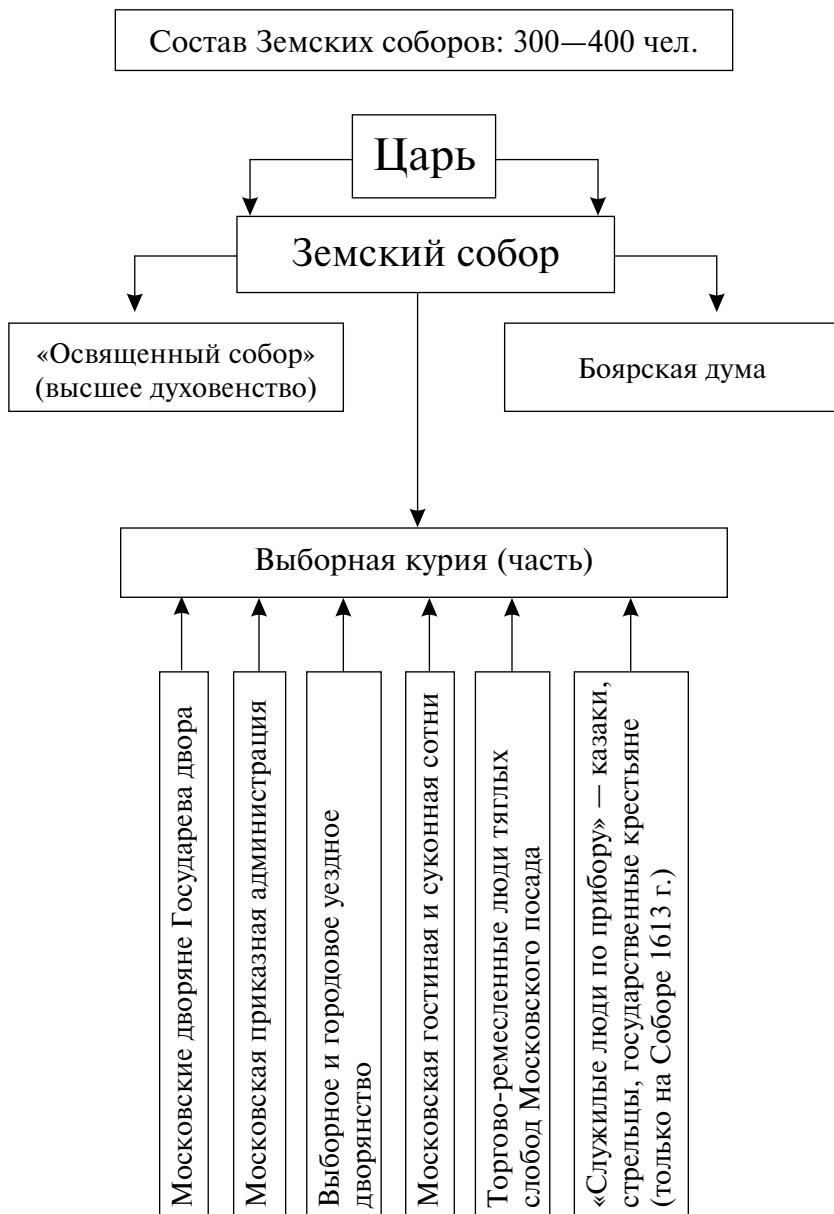 Состав Земских соборов: 300—400 чел.
Царь
Земский собор
«Освященный собор»
(высшее духовенство)
Боярская дума
Выборная курия (часть)
Московские дворяне Государева двора
Московская приказная администрация
Выборное и городовое уездное
дворянство
Московская гостиная и суконная сотни
Торгово-ремесленные люди тяглых
слобод Московского посада
«Служилые люди по прибору» — казаки,
стрельцы, государственные крестьяне
(только на Соборе 1613 г.)